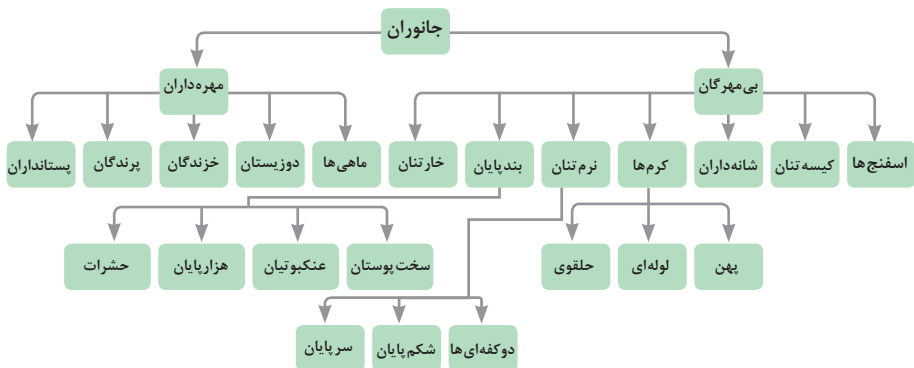 جانوران
بی‌مهرگان
مهره‌داران
اسفنج‌ها
کیسه‌تنان
شانه‌داران
کرم‌ها
نرم‌تنان
بندپایان
خارتنان
ماهی‌ها
دوزیستان
خزندگان
پرندگان
پستانداران
پهن
لوله‌ای
حلقوی
سخت‌پوستان
عنکبوتیان
هزارپایان
حشرات
دوکفه‌ای‌ها
شکم‌پایان
سرپایان